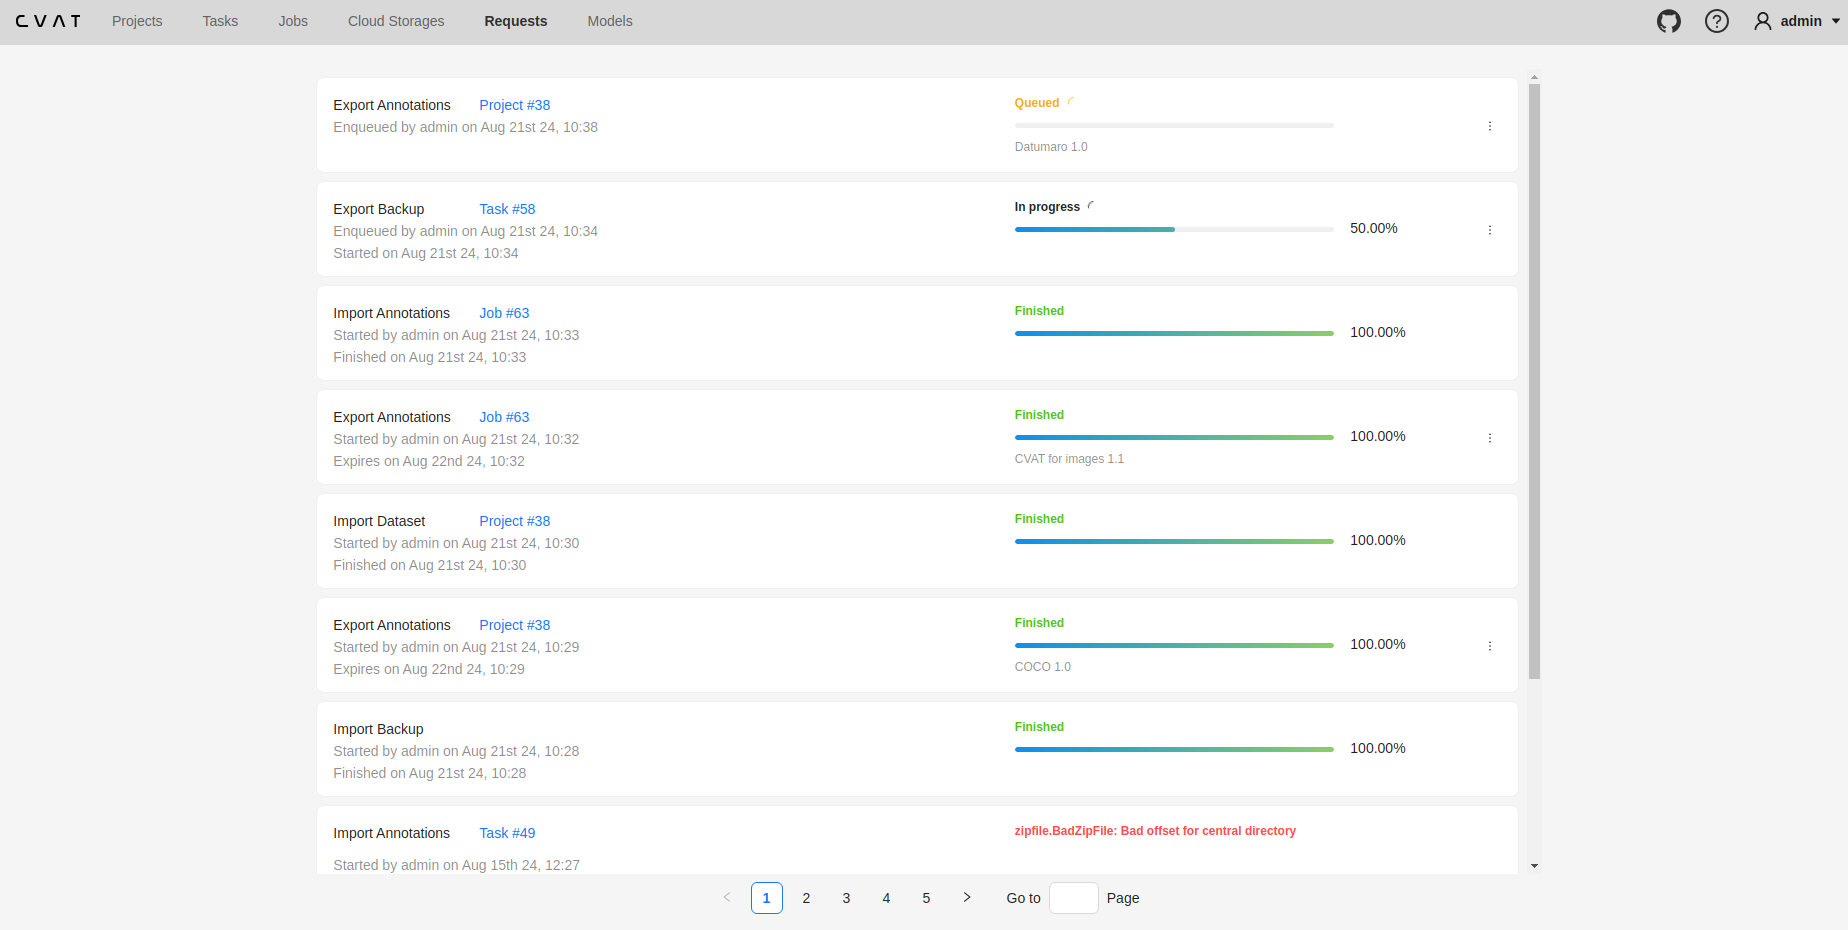 CVAT Projects Tasks Jobs Cloud Storages Requests Models admin
Export Annotations Project #38 Queued
Enqueued by admin on Aug 21st 24, 10:38
Datumaro 1.0
Export Backup Task #58 In progress
Enqueued by admin on Aug 21st 24, 10:34 50.00%
Started on Aug 21st 24, 10:34
Import Annotations Job #63 Finished
Started by admin on Aug 21st 24, 10:33 100.00%
Finished on Aug 21st 24, 10:33
Export Annotations Job #63 Finished
Started by admin on Aug 21st 24, 10:32 100.00%
Expires on Aug 22nd 24, 10:32 CVAT for images 1.1
Import Dataset Project #38 Finished
Started by admin on Aug 21st 24, 10:30 100.00%
Finished on Aug 21st 24, 10:30
Export Annotations Project #38 Finished
Started by admin on Aug 21st 24, 10:29 100.00%
Expires on Aug 22nd 24, 10:29 COCO 1.0
Import Backup Finished
Started by admin on Aug 21st 24, 10:28 100.00%
Finished on Aug 21st 24, 10:28
Import Annotations Task #49 zipfile.BadZipFile: Bad offset for central directory
Started by admin on Aug 15th 24, 12:27
< 1 2 3 4 5 > Go to Page